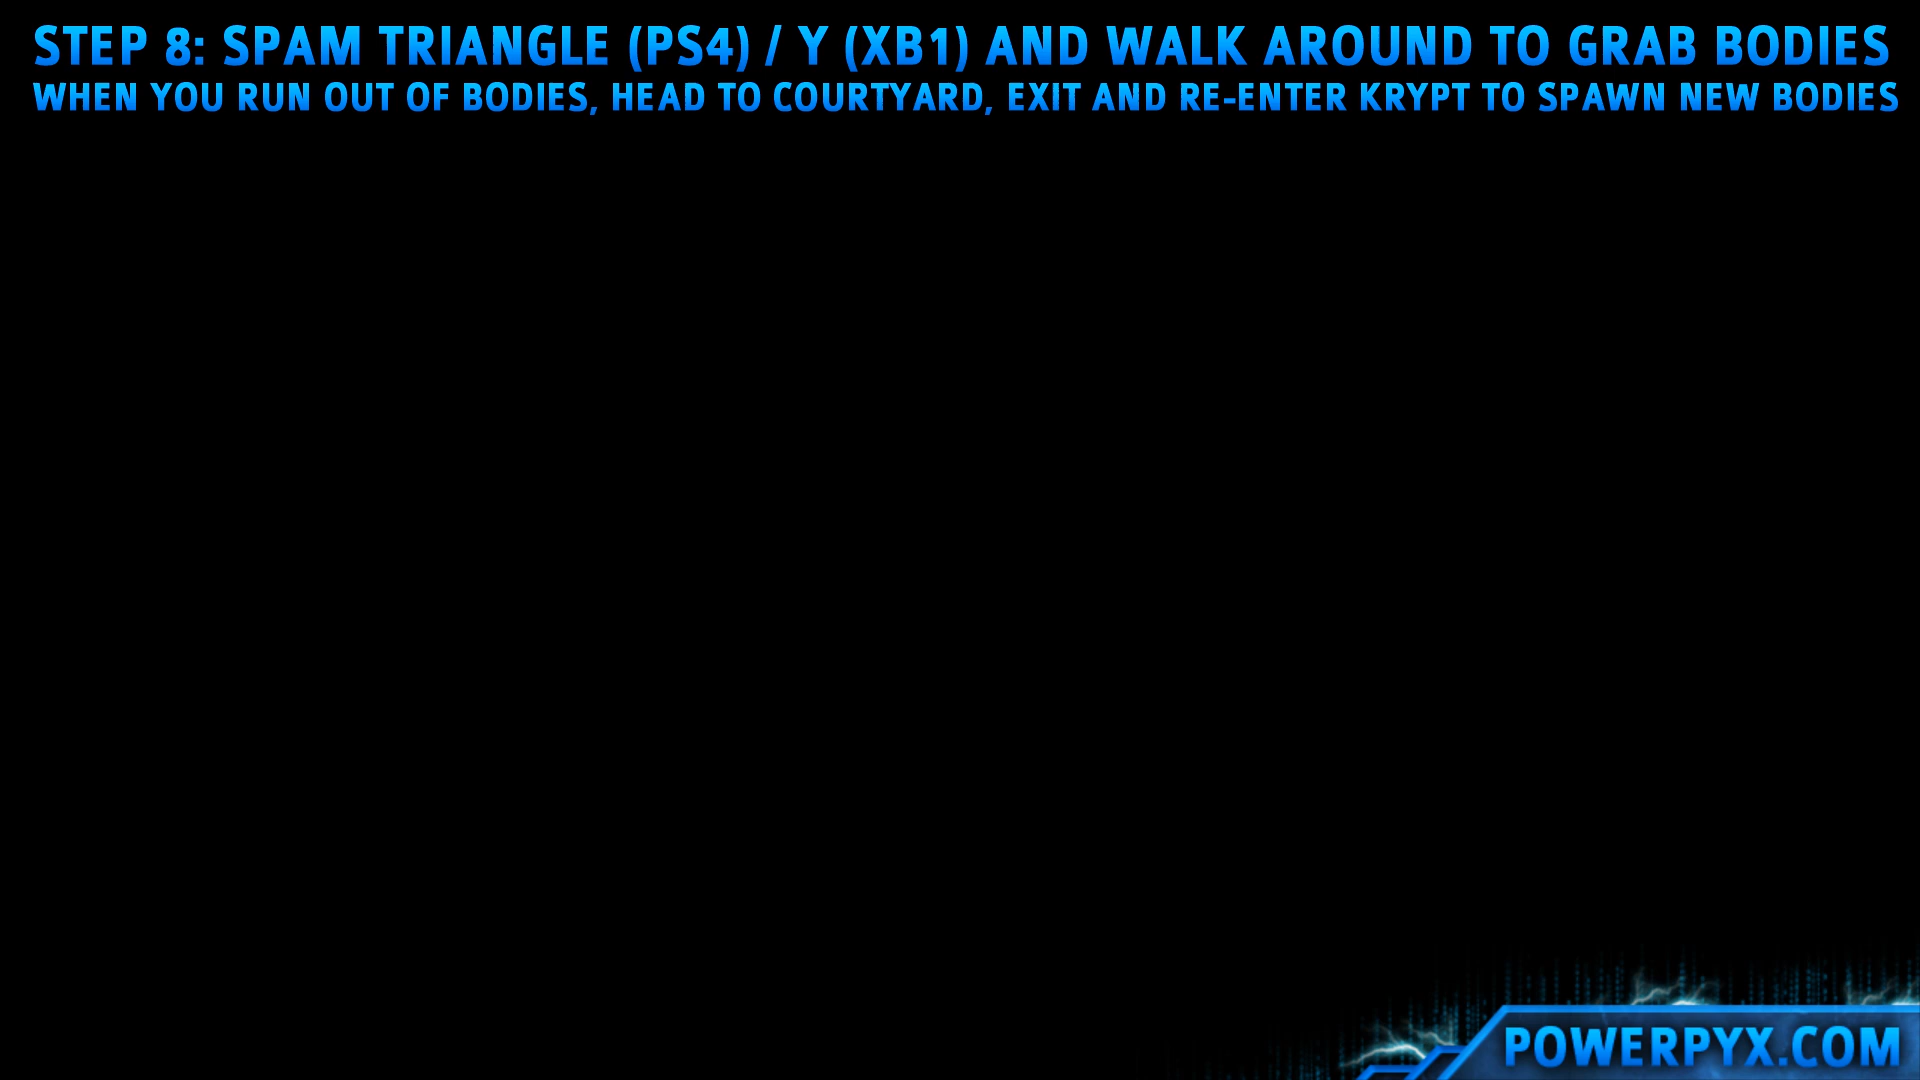 STEP 8: SPAM TRIANGLE (PS4) / Y (XB1) AND WALK AROUND TO GRAB BODIES
WHEN YOU RUN OUT OF BODIES, HEAD TO COURTYARD, EXIT AND RE-ENTER KRYPT TO SPAWN NEW BODIES
POWERPYX.COM